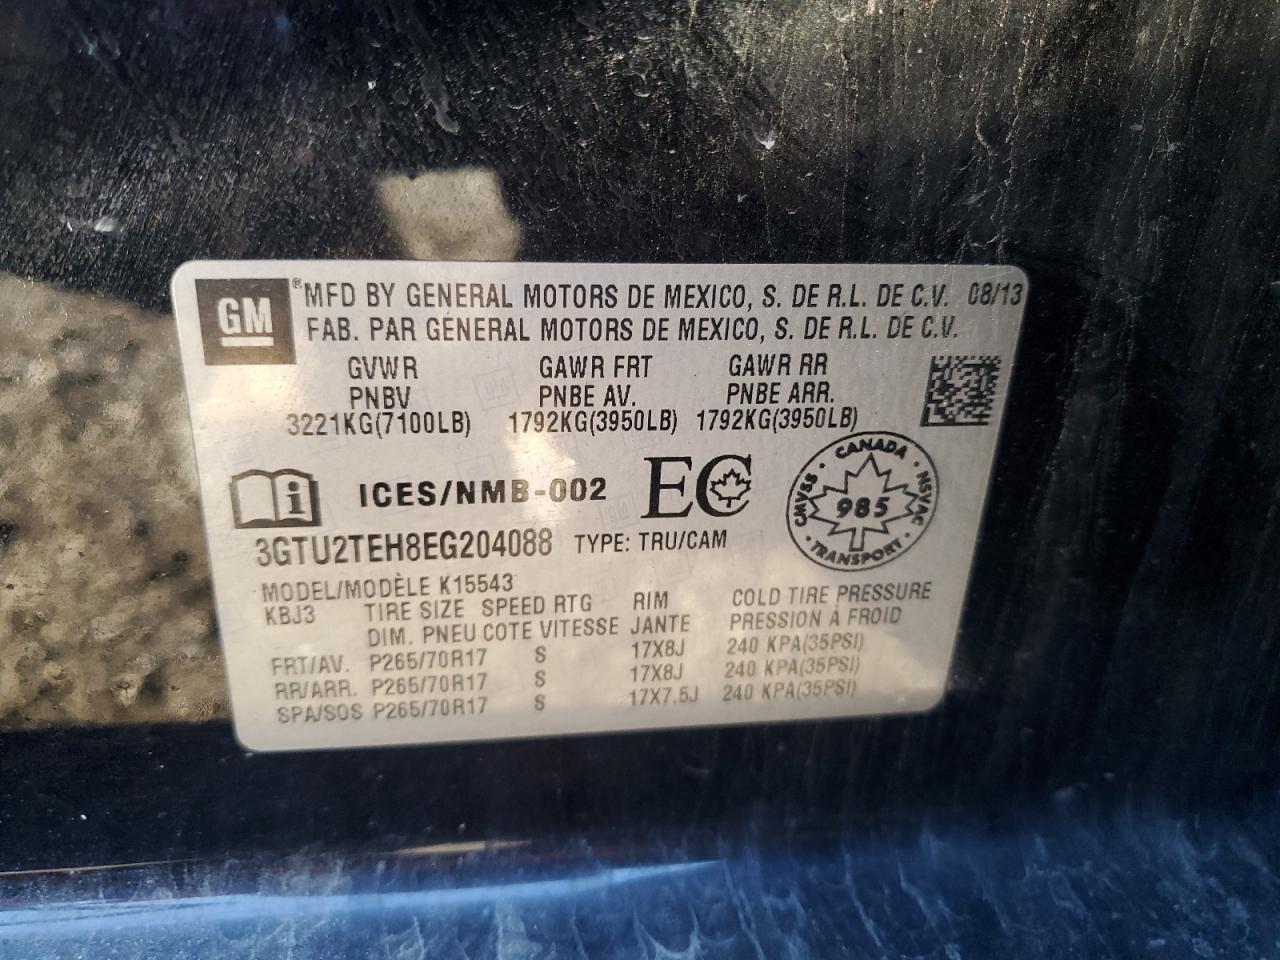 GM ® MFD BY GENERAL MOTORS DE MEXICO, S. DE R.L. DE C.V. 08/13
FAB. PAR GENERAL MOTORS DE MEXICO, S. DE R.L. DE C.V.
GVWR GAWR FRT GAWR RR
PNBV PNBE AV. PNBE ARR.
3221KG(7100LB) 1792KG(3950LB) 1792KG(3950LB)
i ICES/NMB-002 EC CANADA CMVSS 985 NSVAC TRANSPORT
3GTU2TEH8EG204088 TYPE: TRU/CAM
MODEL/MODÈLE K15543
KBJ3 TIRE SIZE SPEED RTG RIM COLD TIRE PRESSURE
DIM. PNEU COTE VITESSE JANTE PRESSION À FROID
FRT/AV. P265/70R17 S 17X8J 240 KPA(35PSI)
RR/ARR. P265/70R17 S 17X8J 240 KPA(35PSI)
SPA/SOS P265/70R17 S 17X7.5J 240 KPA(35PSI)